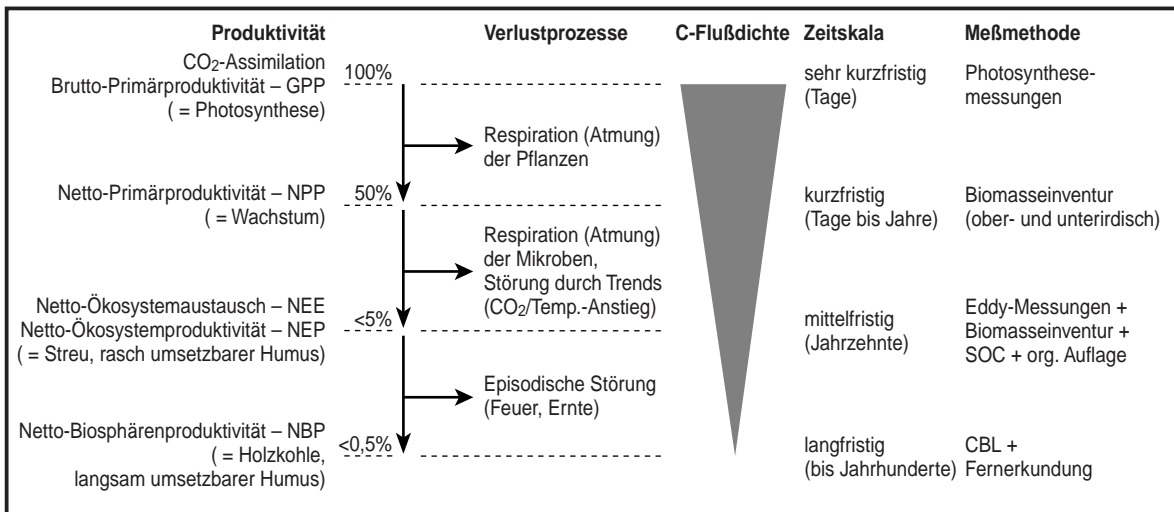 Produktivität
Verlustprozesse
C-Flußdichte
Zeitskala
Meßmethode
CO2-Assimilation
Brutto-Primärproduktivität – GPP
( = Photosynthese)
100%
sehr kurzfristig
(Tage)
Photosynthese-
messungen
Respiration (Atmung)
der Pflanzen
Netto-Primärproduktivität – NPP
( = Wachstum)
50%
kurzfristig
(Tage bis Jahre)
Biomasseinventur
(ober- und unterirdisch)
Respiration (Atmung)
der Mikroben,
Störung durch Trends
(CO2/Temp.-Anstieg)
Netto-Ökosystemaustausch – NEE
Netto-Ökosystemproduktivität – NEP
( = Streu, rasch umsetzbarer Humus)
<5%
mittelfristig
(Jahrzehnte)
Eddy-Messungen +
Biomasseinventur +
SOC + org. Auflage
Episodische Störung
(Feuer, Ernte)
Netto-Biosphärenproduktivität – NBP
( = Holzkohle,
langsam umsetzbarer Humus)
<0,5%
langfristig
(bis Jahrhunderte)
CBL +
Fernerkundung